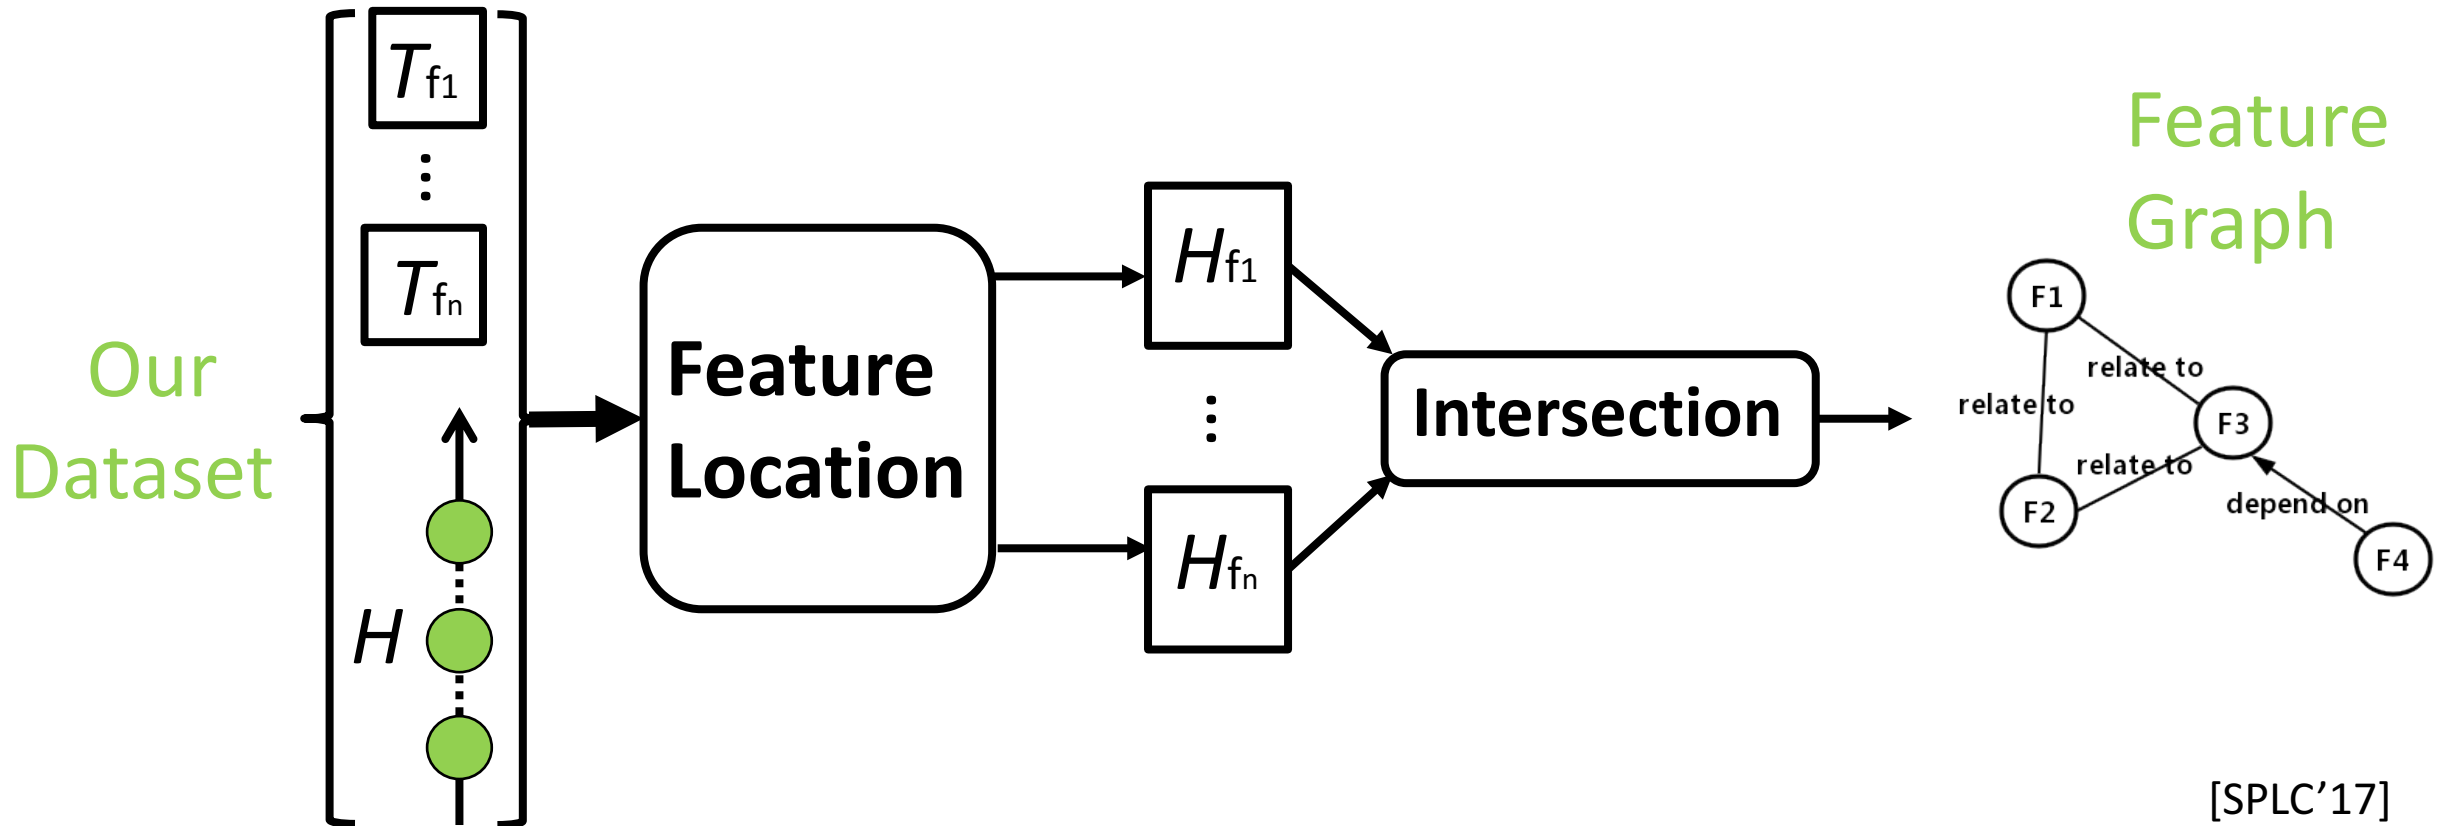 Our
Dataset
Tf1
⋮
Tfn
H
Feature
Location
Hf1
⋮
Hfn
Intersection
Feature
Graph
F1
relate to
relate to
F3
relate to
F2
depend on
F4
[SPLC’17]